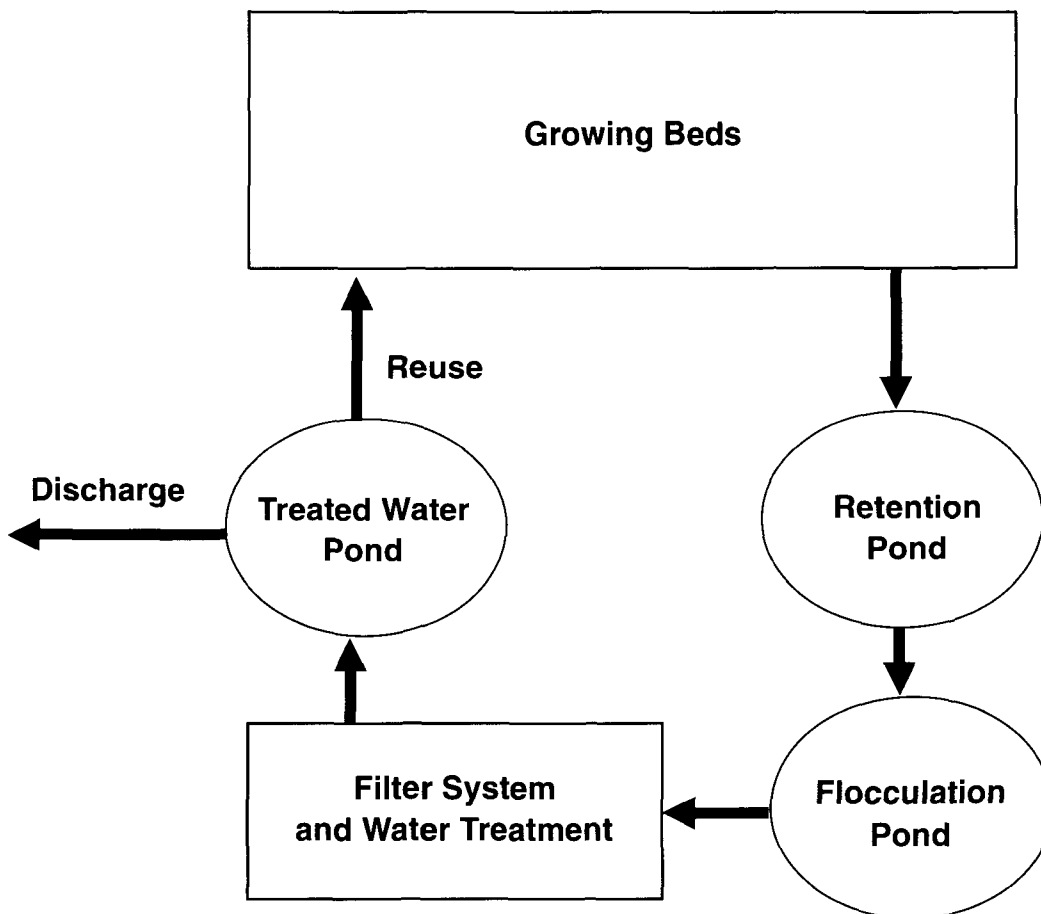 Growing Beds
Reuse
Discharge
Treated Water
Pond
Retention
Pond
Filter System
and Water Treatment
Flocculation
Pond